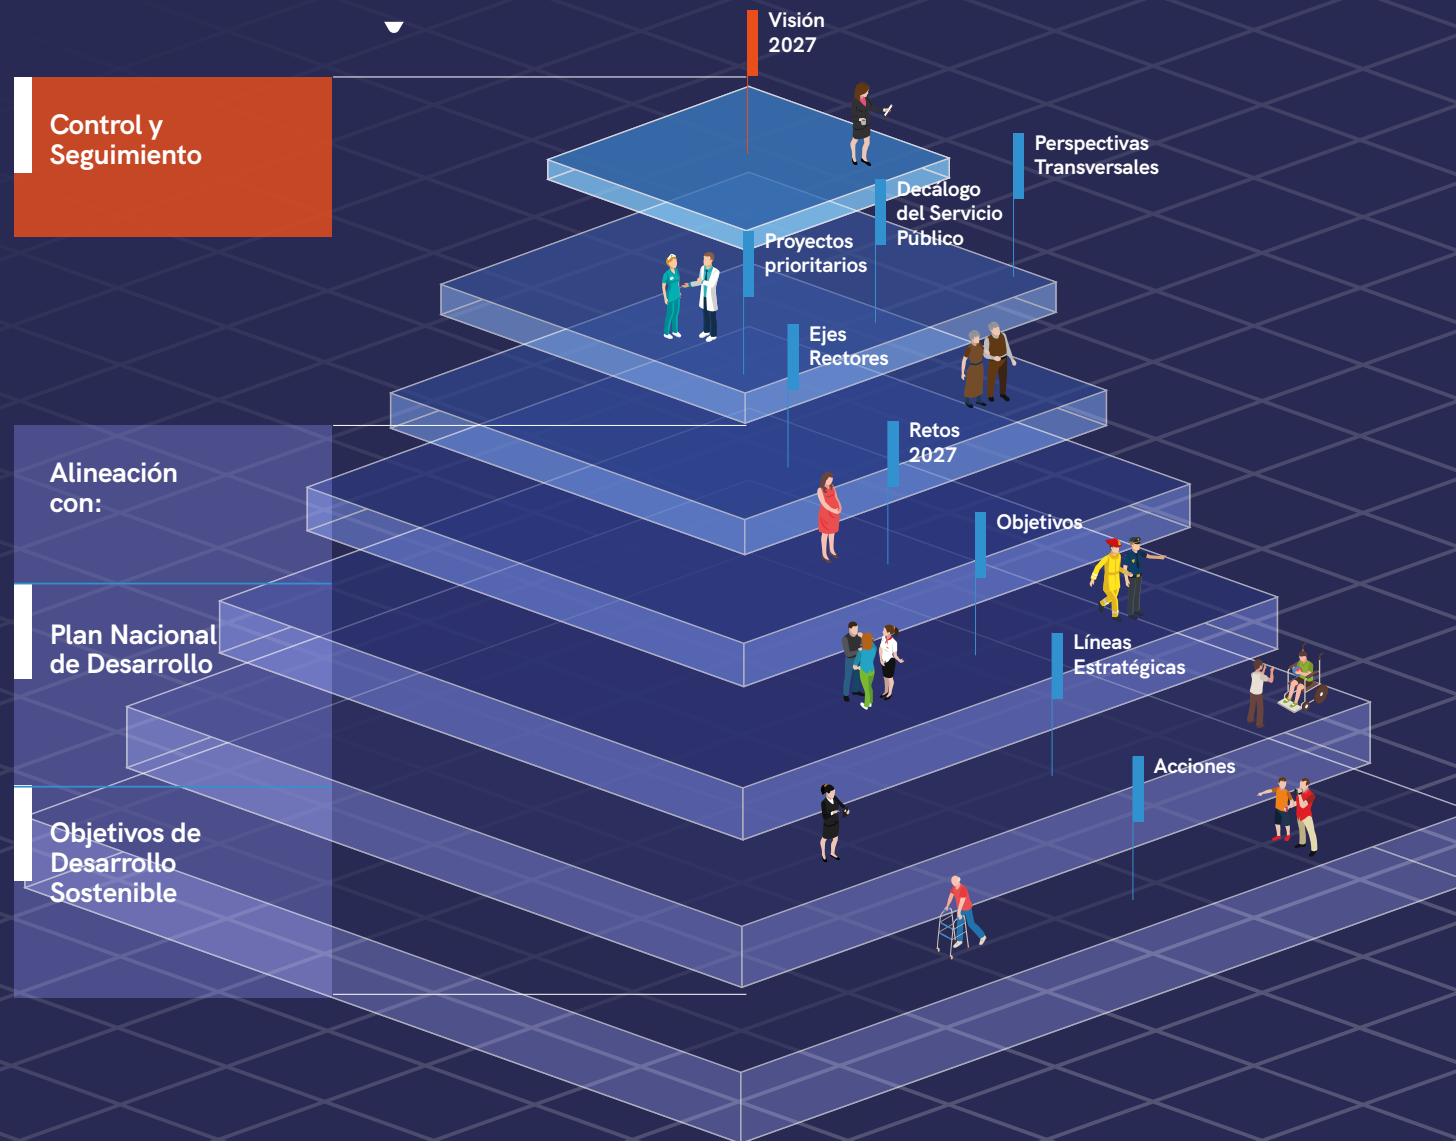 Visión
2027
Control y
Seguimiento
Perspectivas
Transversales
Decálogo
del Servicio
Público
Proyectos
prioritarios
Ejes
Rectores
Retos
2027
Alineación
con:
Objetivos
Plan Nacional
de Desarrollo
Líneas
Estratégicas
Acciones
Objetivos de
Desarrollo
Sostenible